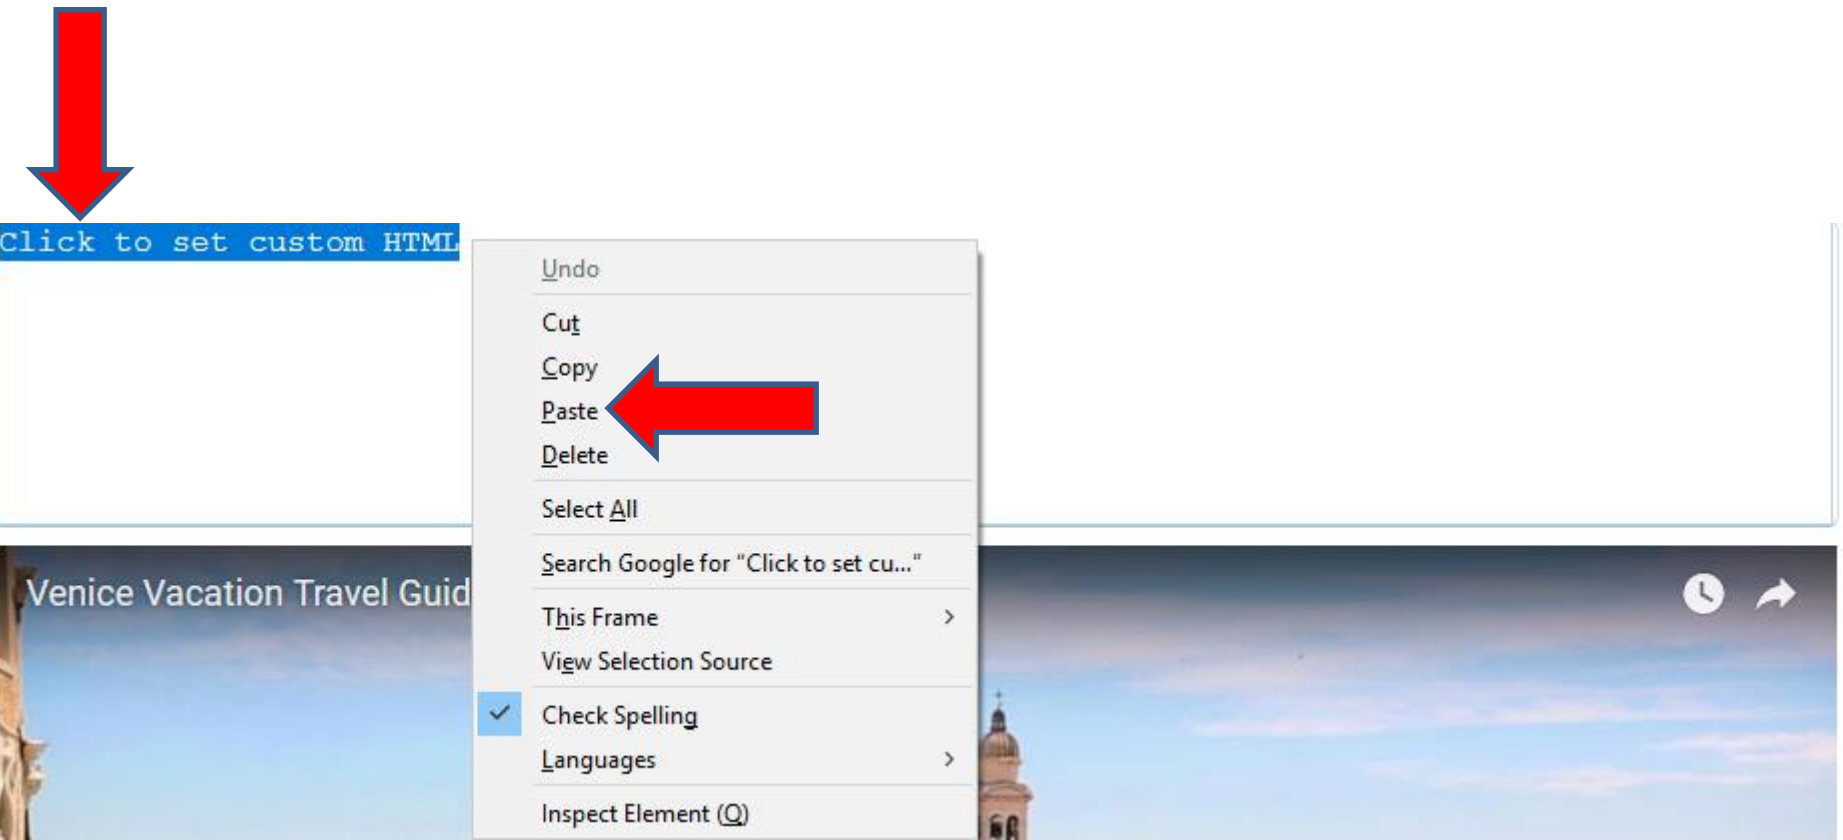 Click to set custom HTML
Undo
Cut
Copy
Paste
Delete
Select All
Search Google for “Click to set cu...”
Venice Vacation Travel Guid
This Frame
View Selection Source
Check Spelling
Languages
Inspect Element (Q)